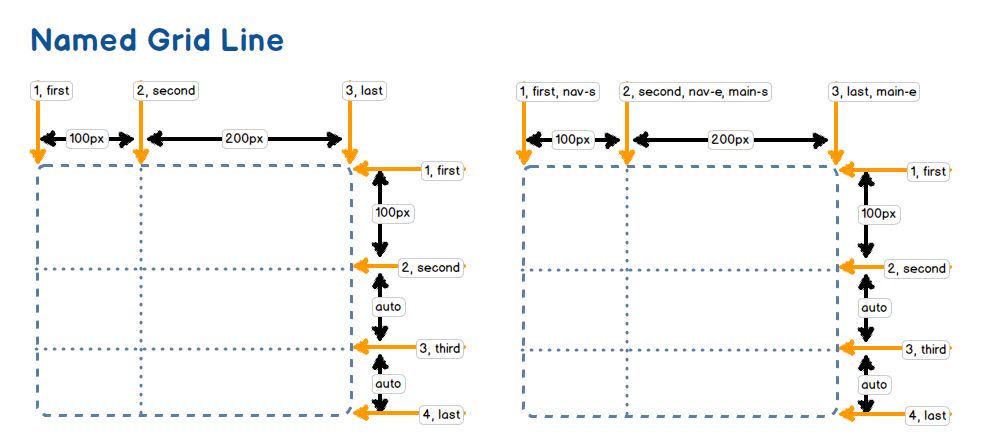 Named Grid Line
1, first
2, second
3, last
100px
200px
1, first
100px
2, second
auto
3, third
auto
4, last
1, first, nav-s
2, second, nav-e, main-s
3, last, main-e
100px
200px
1, first
100px
2, second
auto
3, third
auto
4, last